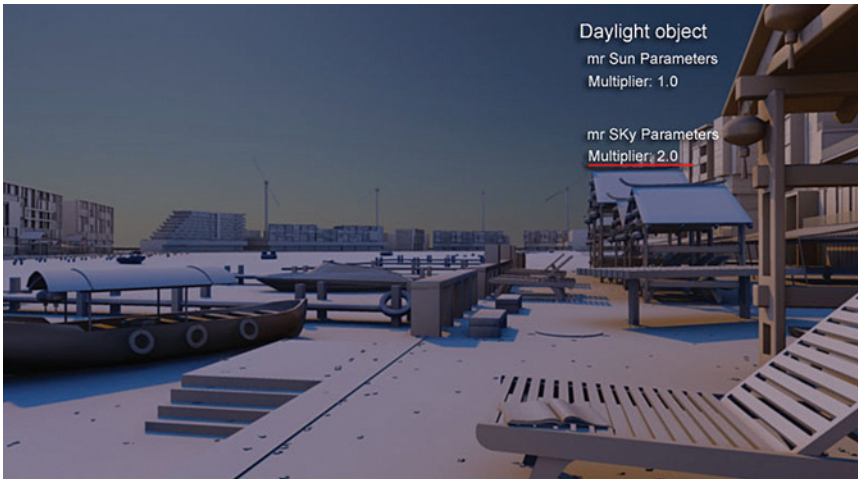 Daylight object
mr Sun Parameters
Multiplier: 1.0
mr SKy Parameters
Multiplier: 2.0